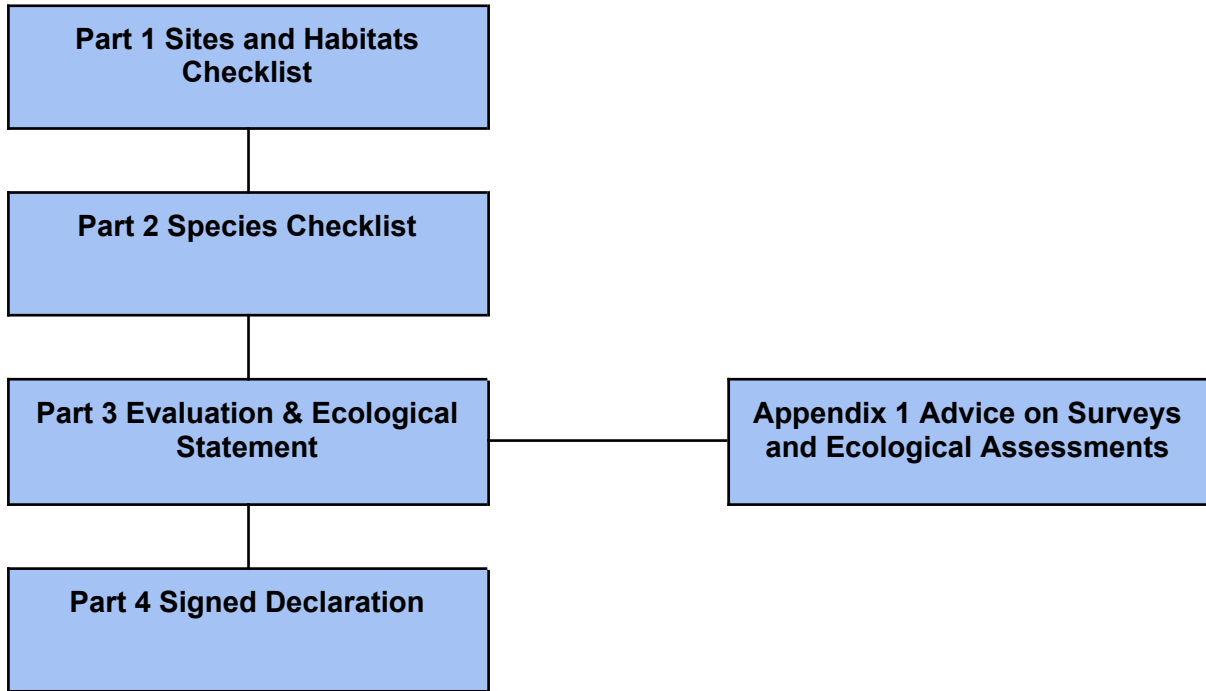 Part 1 Sites and Habitats
Checklist
Part 2 Species Checklist
Part 3 Evaluation & Ecological
Statement
Appendix 1 Advice on Surveys
and Ecological Assessments
Part 4 Signed Declaration